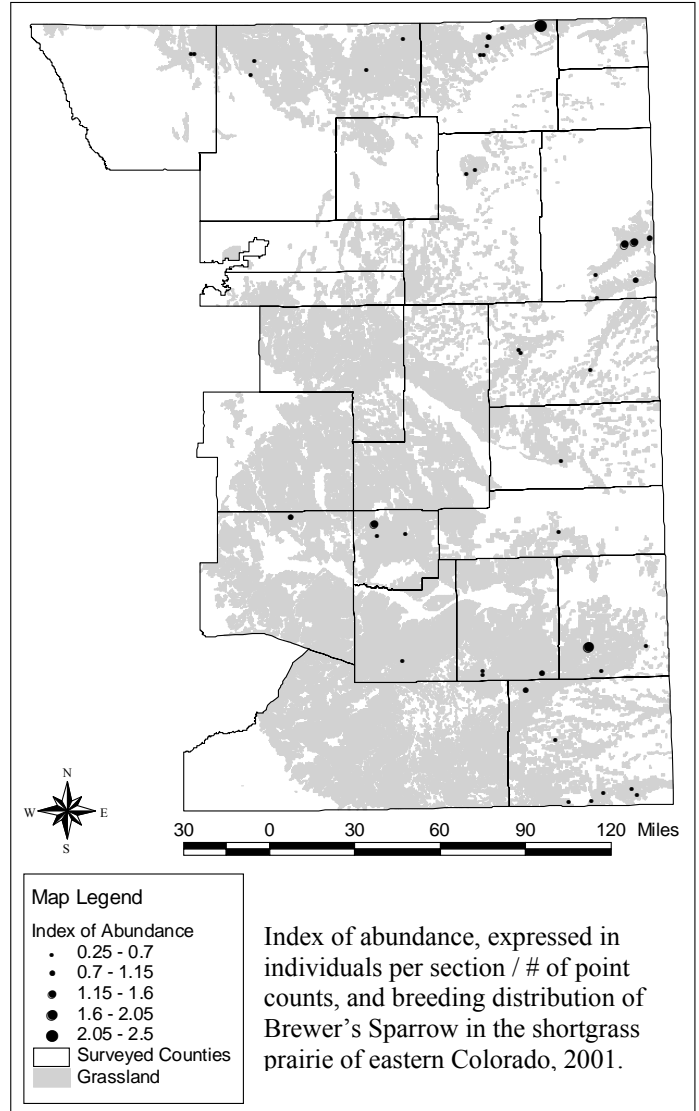 N
W E
S
30 0 30 60 90 120 Miles
Map Legend
Index of Abundance
0.25 - 0.7
0.7 - 1.15
1.15 - 1.6
1.6 - 2.05
2.05 - 2.5
Surveyed Counties
Grassland
Index of abundance, expressed in
individuals per section / # of point
counts, and breeding distribution of
Brewer's Sparrow in the shortgrass
prairie of eastern Colorado, 2001.